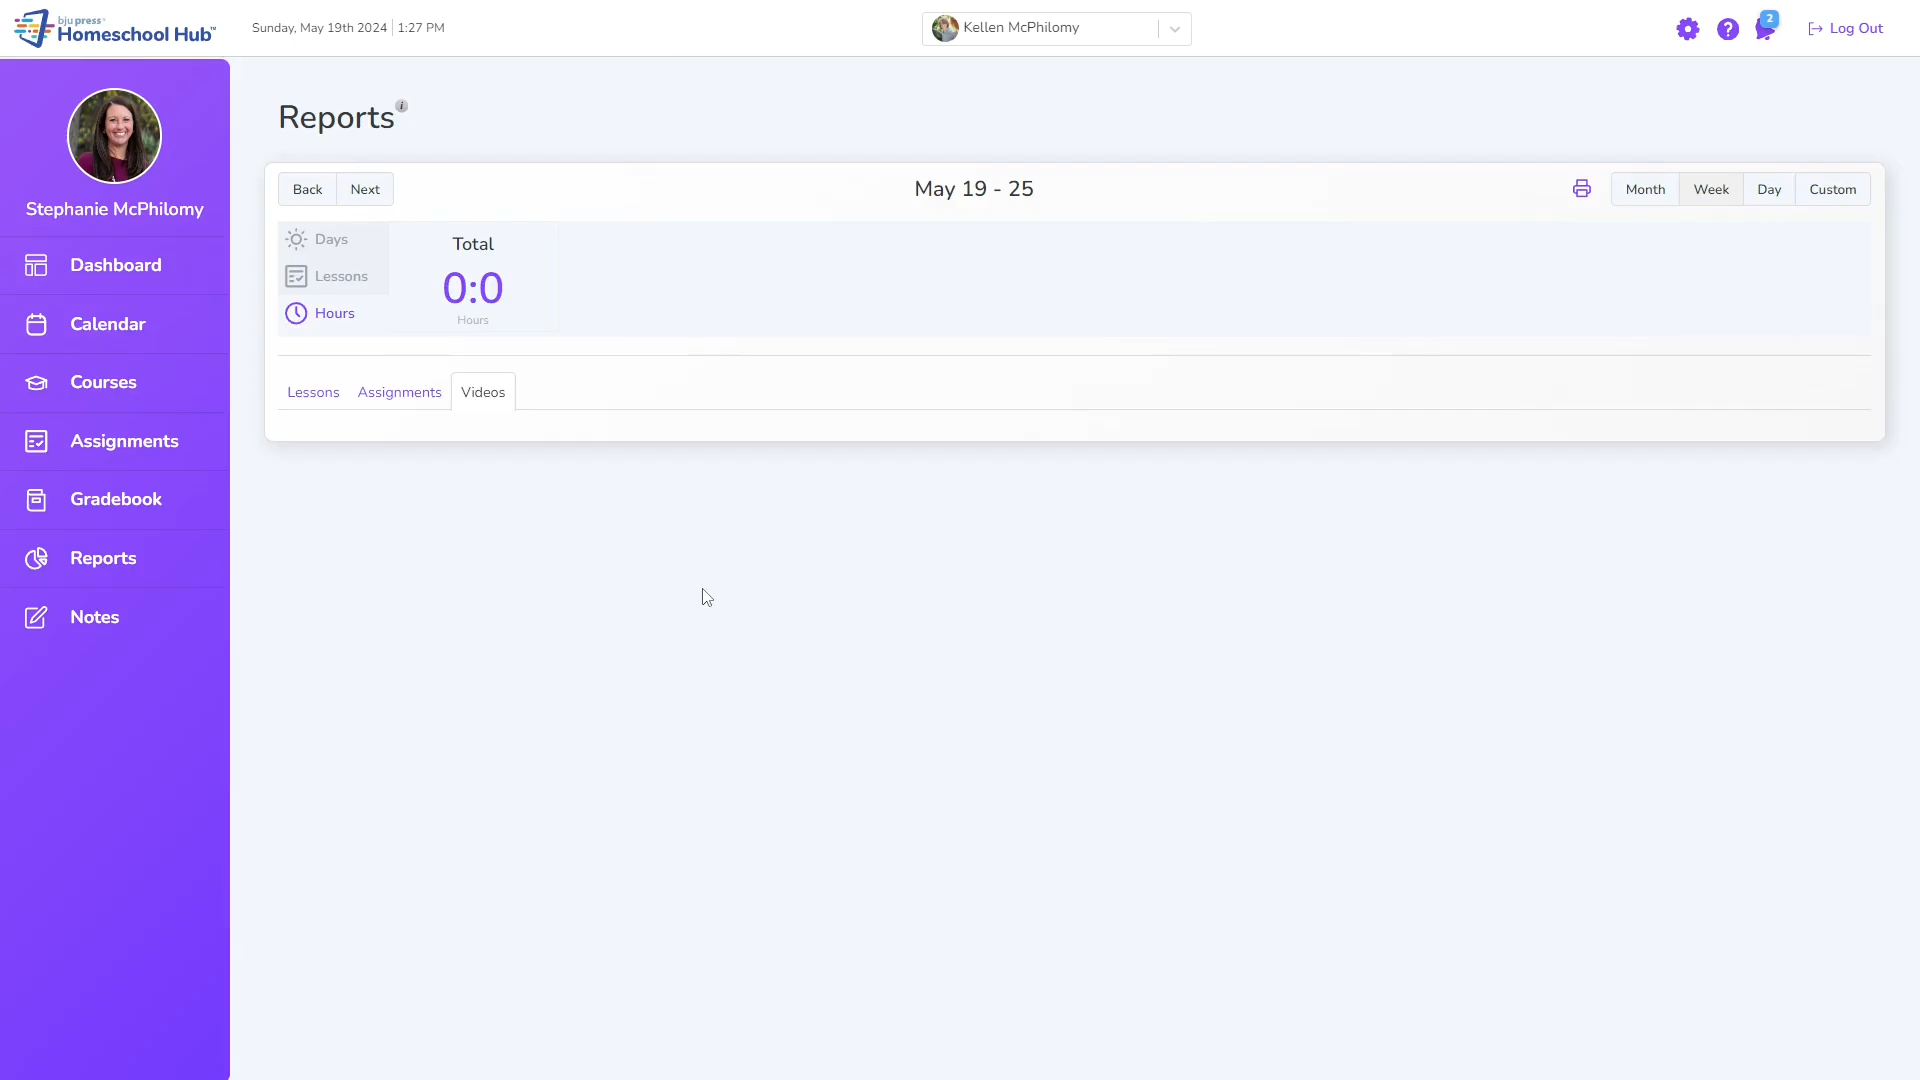 bju press
Homeschool Hub™
Sunday, May 19th 2024 | 1:27 PM
Kellen McPhilomy
?
2
Log Out
Stephanie McPhilomy
Dashboard
Calendar
Courses
Assignments
Gradebook
Reports
Notes
Reports i
Back Next
May 19 - 25
Month Week Day Custom
Days
Lessons
Hours
Total
0:0
Hours
Lessons Assignments Videos